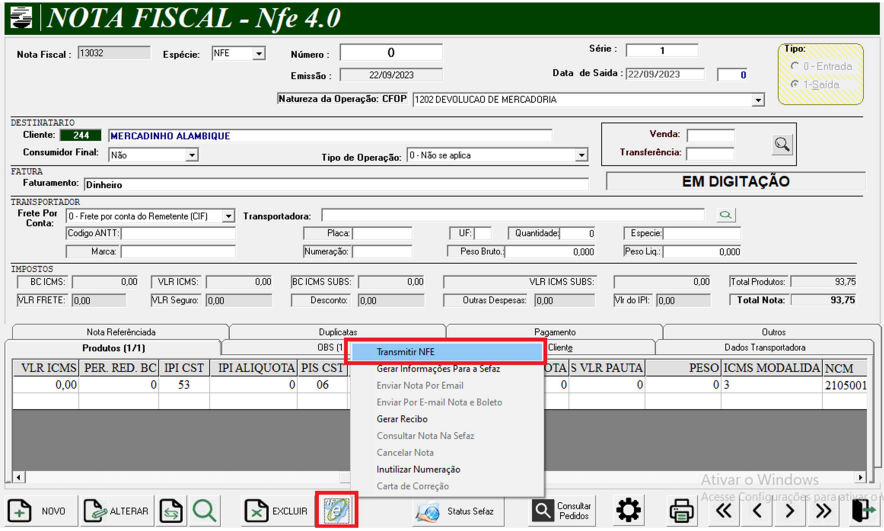 NOTA FISCAL - Nfe 4.0
Nota Fiscal : 13032 Espécie: NFE Número : 0 Série : 1 Tipo:
0 - Entrada
Emissão : 22/09/2023 Data de Saida : 22/09/2023 0
1-Saída
Natureza da Operação: CFOP 1202 DEVOLUCAO DE MERCADORIA
DESTINATARIO
Cliente: 244 MERCADINHO ALAMBIQUE Venda:
Consumidor Final: Não Tipo de Operação: 0 - Não se aplica Transferência:
FATURA
Faturamento: Dinheiro EM DIGITAÇÃO
TRANSPORTADOR
Frete Por Conta: 0 - Frete por conta do Remetente (CIF) Transportadora:
Codigo ANTT: Placa: UF: Quantidade: 0 Especie:
Marca: Numeração: Peso Bruto.: 0,000 Peso Liq.: 0,000
IMPOSTOS
BC ICMS: 0,00 VLR ICMS: 0,00 BC ICMS SUBS: 0,00 VLR ICMS SUBS: 0,00 Total Produtos: 93,75
VLR FRETE: 0,00 VLR Seguro: 0,00 Desconto: 0,00 Outras Despesas: 0,00 Vlr do IPI: 0,00 Total Nota: 93,75
Nota Referênciada Duplicatas Pagamento Outros
Produtos (1/1) OBS (1 Cliente Dados Transportadora
VLR ICMS PER. RED. BC IPI CST IPI ALIQUOTA PIS CST OTA S VLR PAUTA PESO ICMS MODALIDA NCM
0,00 0 53 0 06 0 0 0 3 2105001
Transmitir NFE
Gerar Informações Para a Sefaz
Enviar Nota Por Email
Enviar Por E-mail Nota e Boleto
Gerar Recibo
Consultar Nota Na Sefaz
Cancelar Nota
Inutilizar Numeração
Carta de Correção
Ativar o Windows
Acesse Configurações para ativar o
NOVO ALTERAR EXCLUIR Status Sefaz Consultar Pedidos